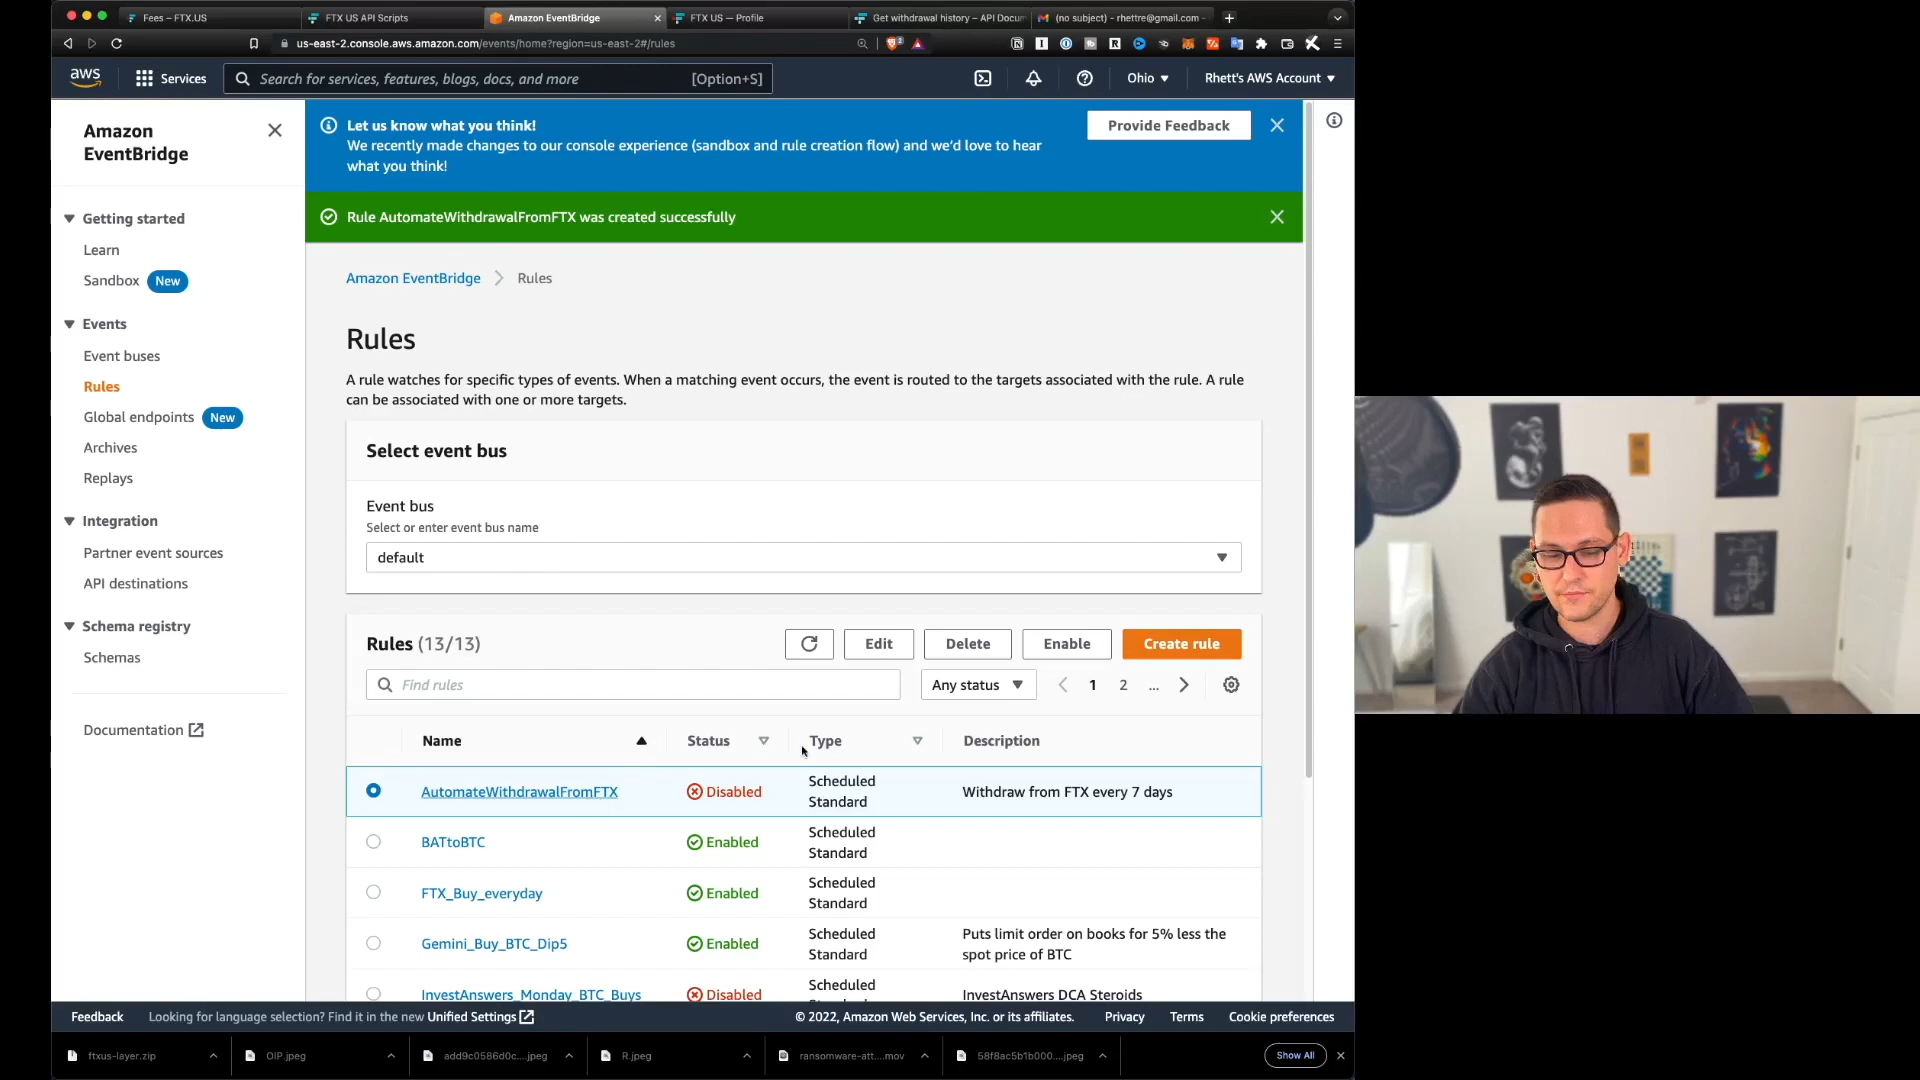 Fees – FTX.US
FTX US API Scripts
Amazon EventBridge
FTX US — Profile
Get withdrawal history – API Docum
(no subject) - rhettre@gmail.com -
us-east-2.console.aws.amazon.com/events/home?region=us-east-2#/rules
aws
Services
Search for services, features, blogs, docs, and more
[Option+S]
Ohio
Rhett's AWS Account
Amazon
EventBridge
Getting started
Learn
Sandbox New
Events
Event buses
Rules
Global endpoints New
Archives
Replays
Integration
Partner event sources
API destinations
Schema registry
Schemas
Documentation
Let us know what you think!
We recently made changes to our console experience (sandbox and rule creation flow) and we'd love to hear
what you think!
Provide Feedback
Rule AutomateWithdrawalFromFTX was created successfully
Amazon EventBridge
Rules
Rules
A rule watches for specific types of events. When a matching event occurs, the event is routed to the targets associated with the rule. A rule
can be associated with one or more targets.
Select event bus
Event bus
Select or enter event bus name
default
Rules (13/13)
Edit
Delete
Enable
Create rule
Find rules
Any status
1
2
...
Name
Status
Type
Description
AutomateWithdrawalFromFTX
Disabled
Scheduled
Standard
Withdraw from FTX every 7 days
BATtoBTC
Enabled
Scheduled
Standard
FTX_Buy_everyday
Enabled
Scheduled
Standard
Gemini_Buy_BTC_Dip5
Enabled
Scheduled
Standard
Puts limit order on books for 5% less the
spot price of BTC
InvestAnswers_Monday_BTC_Buys
Disabled
Scheduled
InvestAnswers DCA Steroids
Feedback
Looking for language selection? Find it in the new Unified Settings
© 2022, Amazon Web Services, Inc. or its affiliates.
Privacy
Terms
Cookie preferences
ftxus-layer.zip
OIP.jpeg
add9c0586d0c....jpeg
R.jpeg
ransomware-att....mov
58f8ac5b1b000....jpeg
Show All